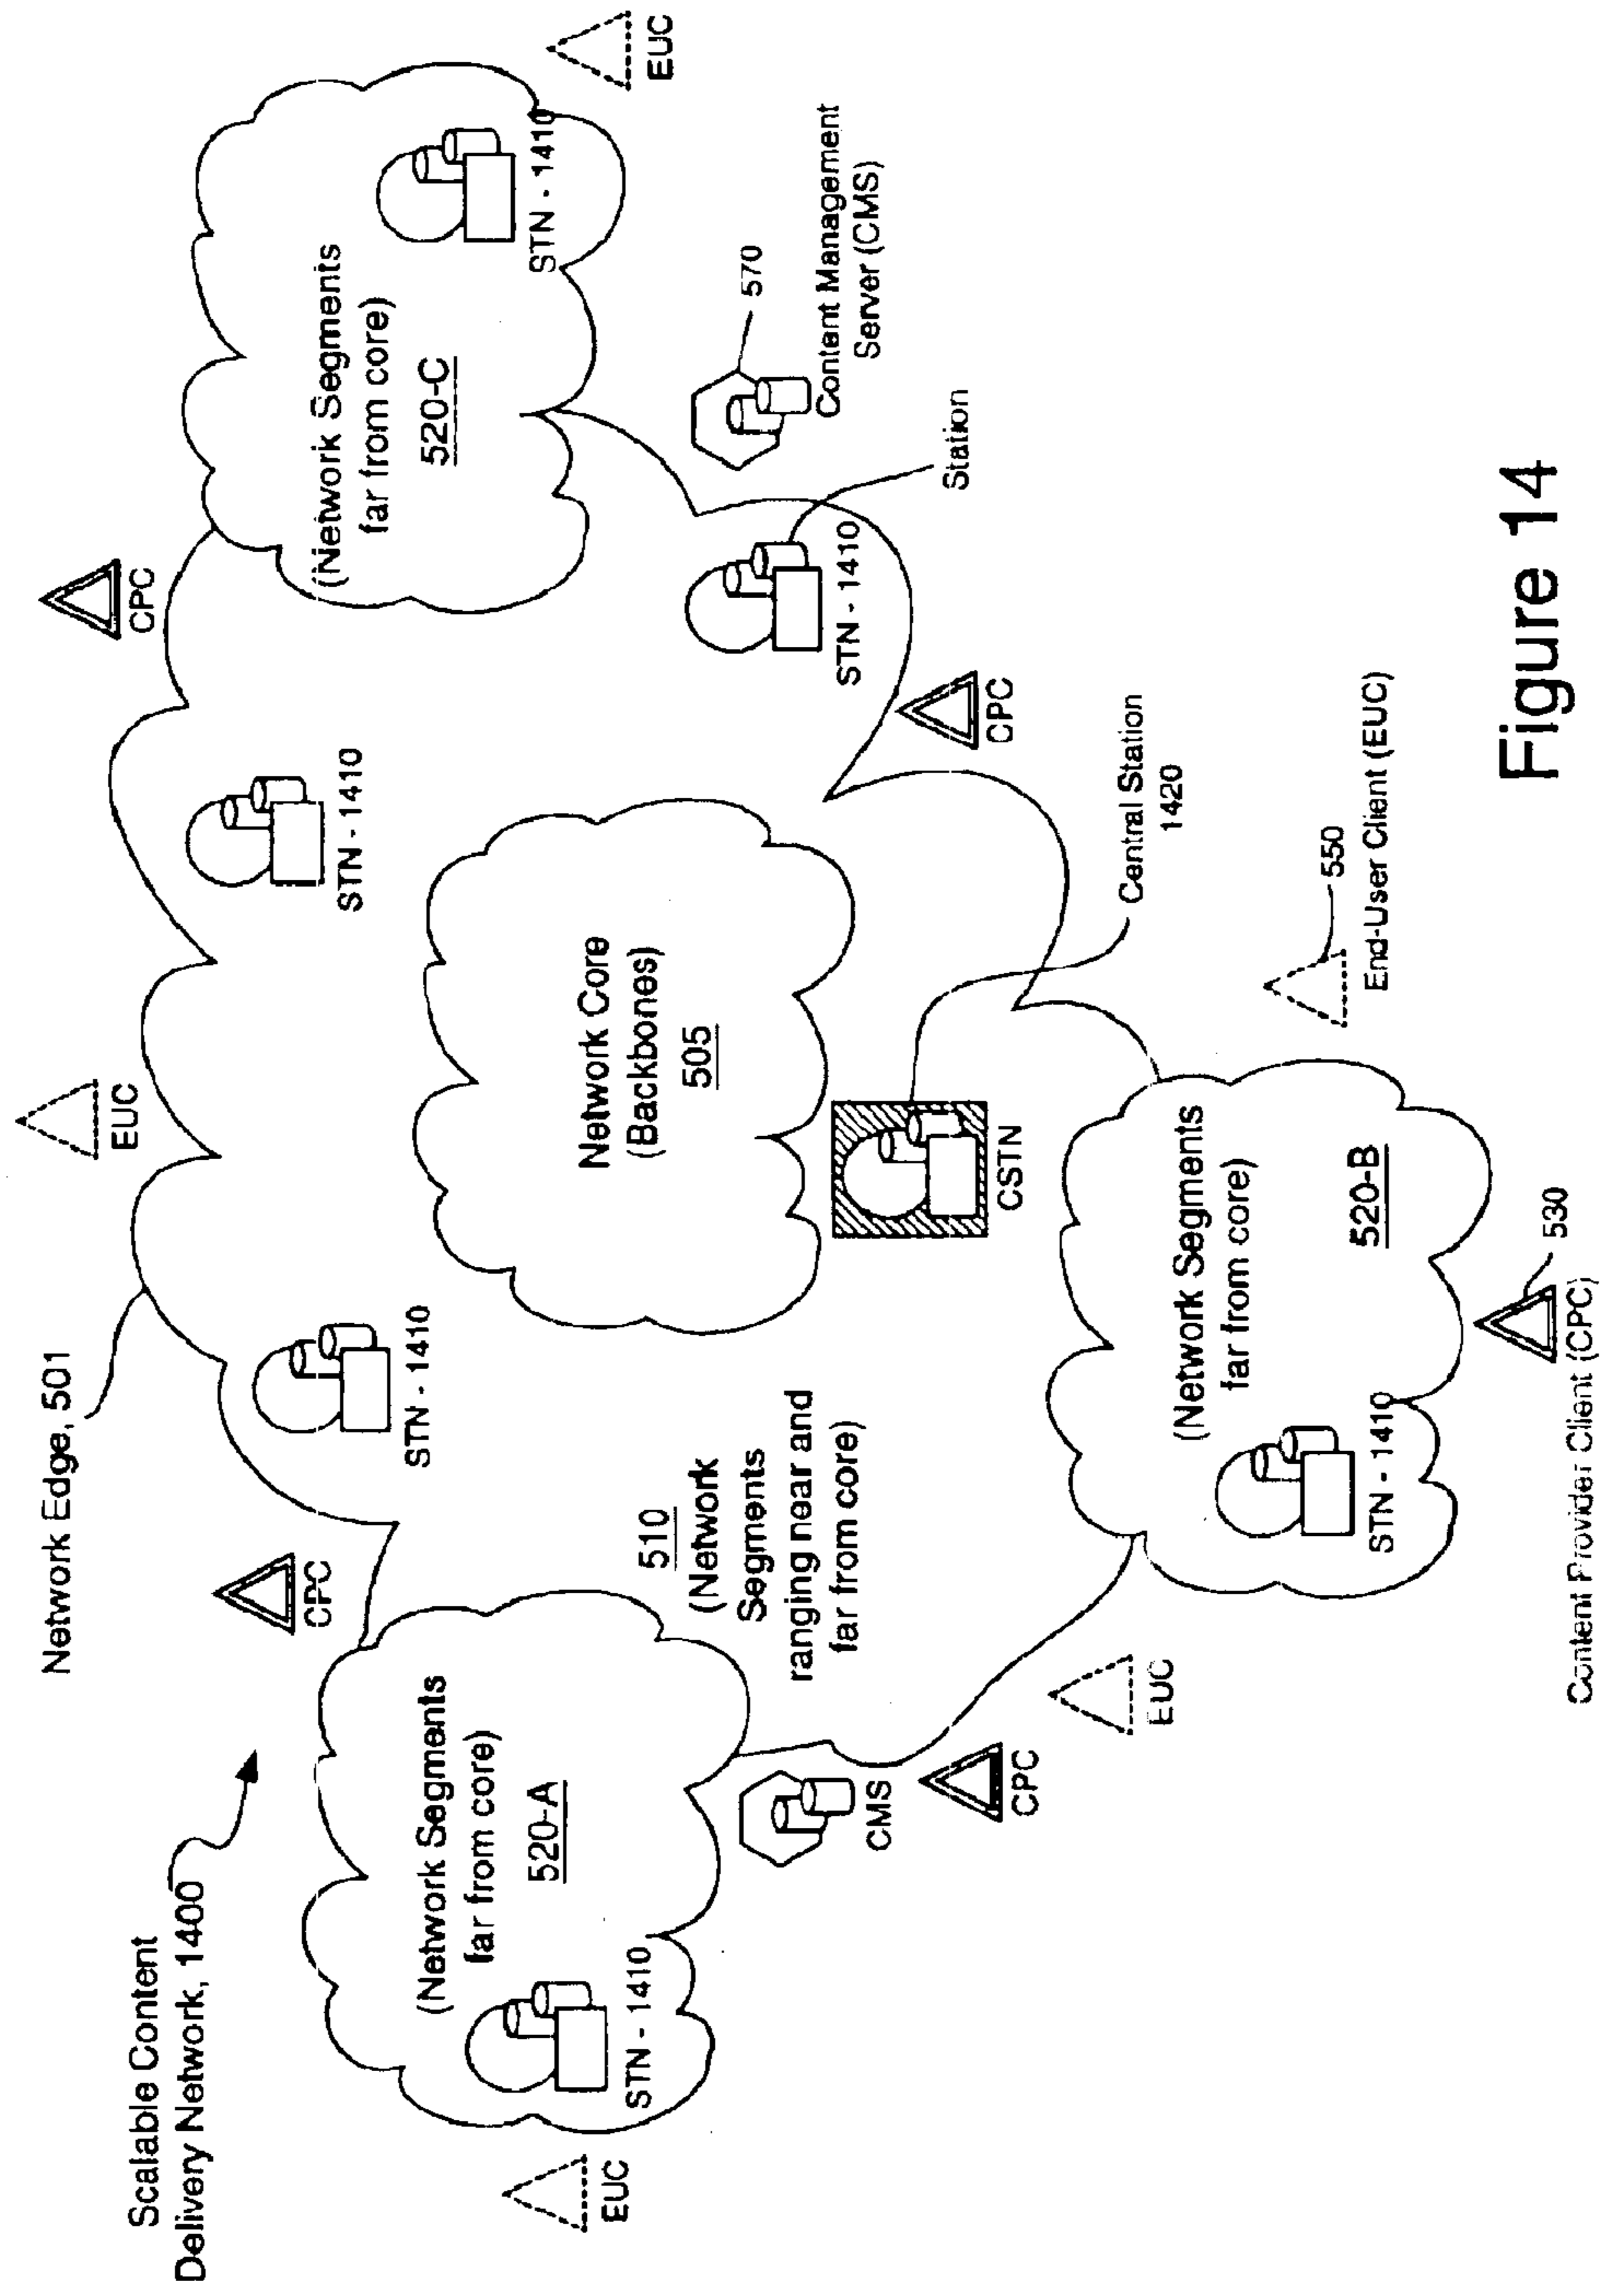 Scalable Content
Delivery Network, 1400
Network Edge, 501
EUC
CPC
EUC
CPC
EUC
(Network Segments
far from core)
520-A
STN - 1410
STN - 1410
STN - 1410
(Network Segments
far from core)
520-C
STN - 1410
510
(Network
Segments
ranging near and
far from core)
Network Core
(Backbones)
505
CMS
CPC
EUC
CSTN
STN - 1410
Station
570
Content Management
Server (CMS)
CPC
Central Station
1420
(Network Segments
far from core)
520-B
STN - 1410
550
End-User Client (EUC)
530
Content Provider Client (CPC)
Figure 14